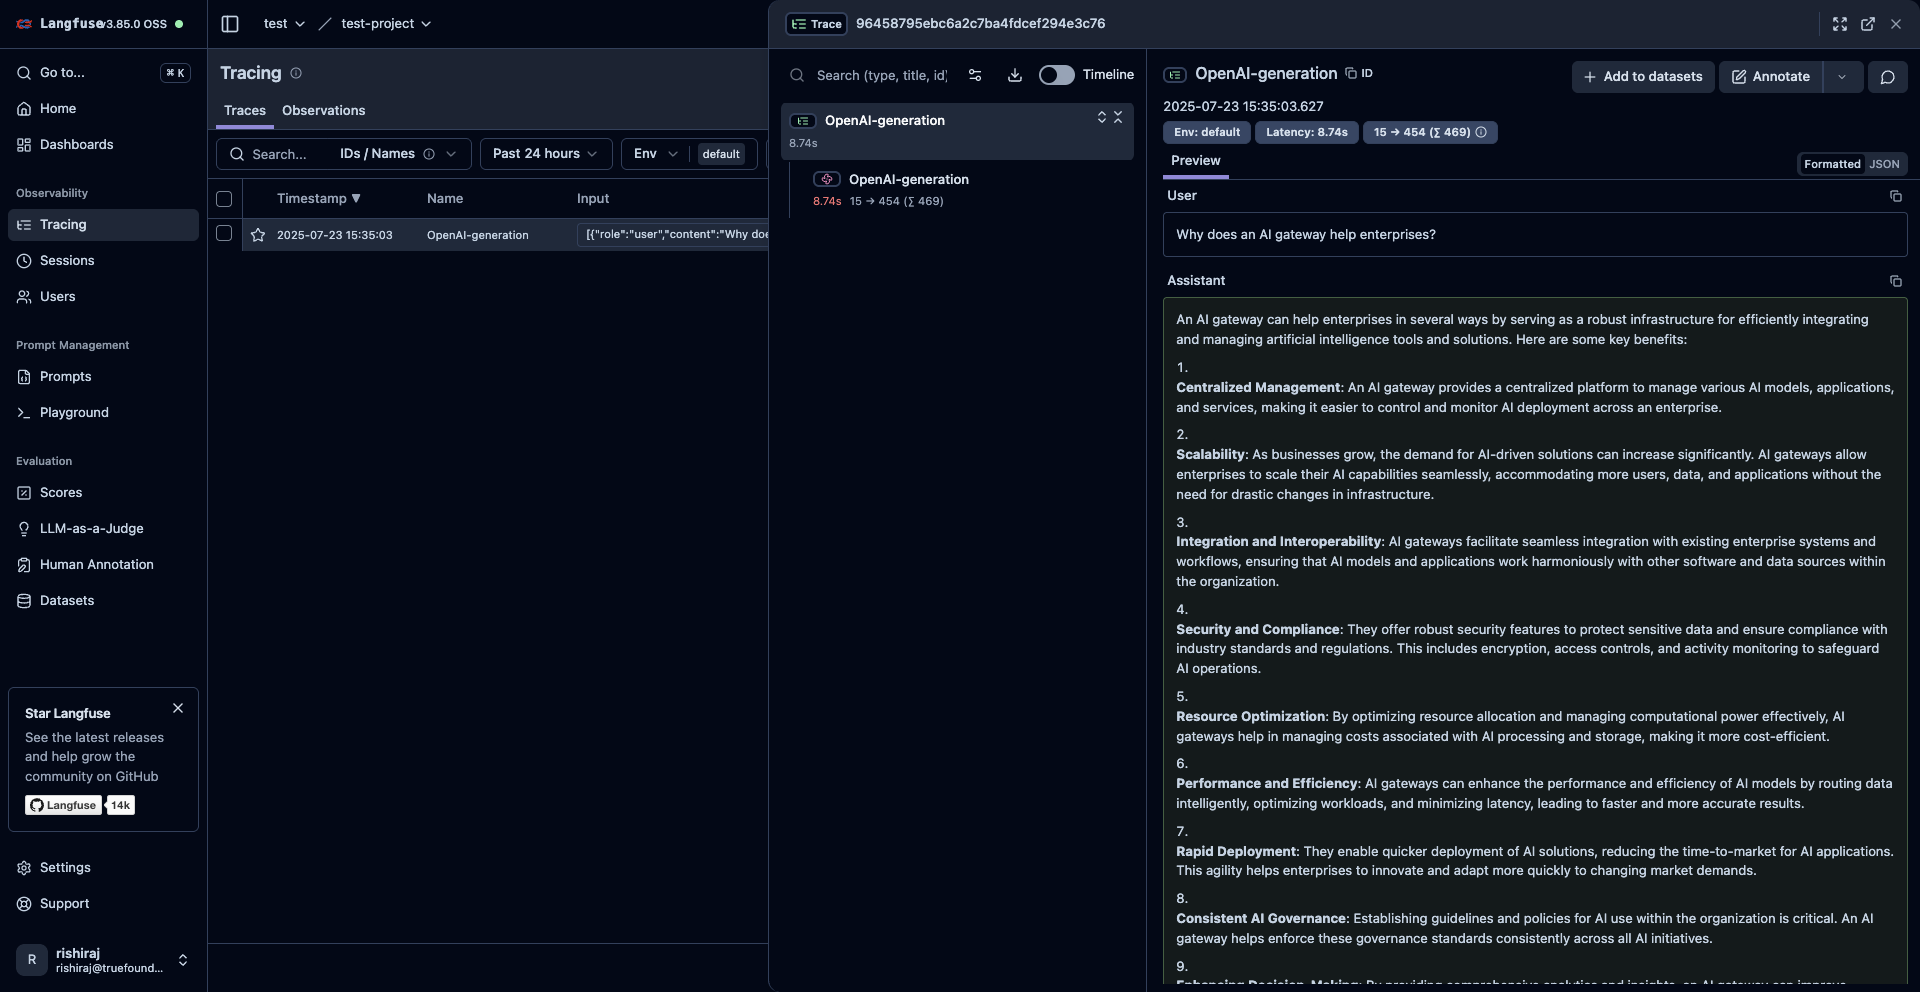 Langfuse v3.85.0 OSS
Go to... ⌘ K
Home
Dashboards
Observability
Tracing
Sessions
Users
Prompt Management
Prompts
Playground
Evaluation
Scores
LLM-as-a-Judge
Human Annotation
Datasets
Star Langfuse
See the latest releases
and help grow the
community on GitHub
Langfuse 14k
Settings
Support
R
rishiraj
rishiraj@truefound...
test / test-project
Tracing
Traces Observations
Search... IDs / Names Past 24 hours Env default
Timestamp ▼ Name Input
2025-07-23 15:35:03 OpenAI-generation [{"role":"user","content":"Why doe
Trace 96458795ebc6a2c7ba4fdcef294e3c76
Search (type, title, id) Timeline
OpenAI-generation
8.74s
OpenAI-generation
8.74s 15 → 454 (∑ 469)
OpenAI-generation ID
Add to datasets Annotate
2025-07-23 15:35:03.627
Env: default Latency: 8.74s 15 → 454 (∑ 469)
Preview
Formatted JSON
User
Why does an AI gateway help enterprises?
Assistant
An AI gateway can help enterprises in several ways by serving as a robust infrastructure for efficiently integrating
and managing artificial intelligence tools and solutions. Here are some key benefits:
1.
Centralized Management: An AI gateway provides a centralized platform to manage various AI models, applications,
and services, making it easier to control and monitor AI deployment across an enterprise.
2.
Scalability: As businesses grow, the demand for AI-driven solutions can increase significantly. AI gateways allow
enterprises to scale their AI capabilities seamlessly, accommodating more users, data, and applications without the
need for drastic changes in infrastructure.
3.
Integration and Interoperability: AI gateways facilitate seamless integration with existing enterprise systems and
workflows, ensuring that AI models and applications work harmoniously with other software and data sources within
the organization.
4.
Security and Compliance: They offer robust security features to protect sensitive data and ensure compliance with
industry standards and regulations. This includes encryption, access controls, and activity monitoring to safeguard
AI operations.
5.
Resource Optimization: By optimizing resource allocation and managing computational power effectively, AI
gateways help in managing costs associated with AI processing and storage, making it more cost-efficient.
6.
Performance and Efficiency: AI gateways can enhance the performance and efficiency of AI models by routing data
intelligently, optimizing workloads, and minimizing latency, leading to faster and more accurate results.
7.
Rapid Deployment: They enable quicker deployment of AI solutions, reducing the time-to-market for AI applications.
This agility helps enterprises to innovate and adapt more quickly to changing market demands.
8.
Consistent AI Governance: Establishing guidelines and policies for AI use within the organization is critical. An AI
gateway helps enforce these governance standards consistently across all AI initiatives.
9.
Enhancing Decision-Making: By providing comprehensive analytics and insights, an AI gateway can improve